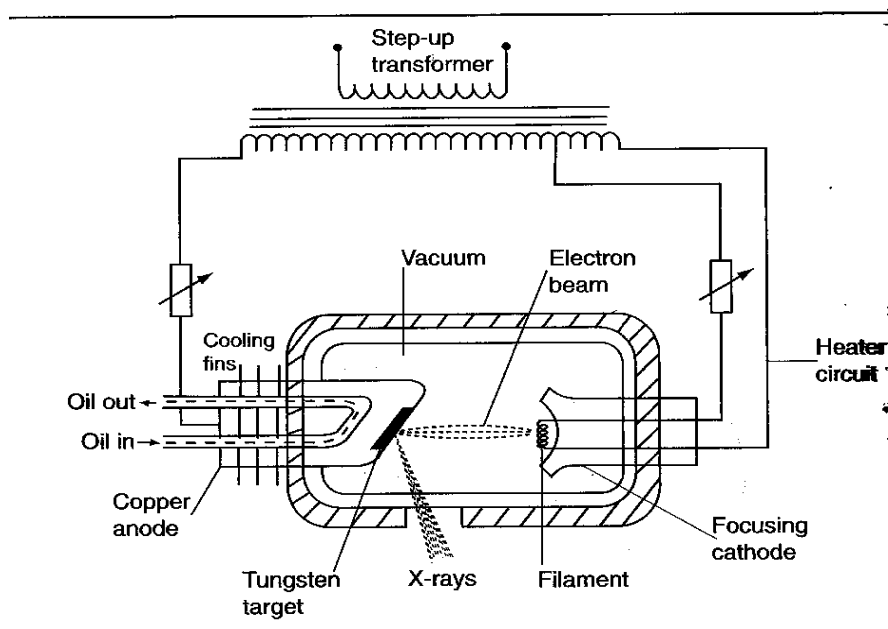 Step-up
transformer
Vacuum
Electron
beam
Cooling
fins
Heater
circuit
Oil out
Oil in
Copper
anode
Focusing
cathode
Tungsten
target
X-rays
Filament